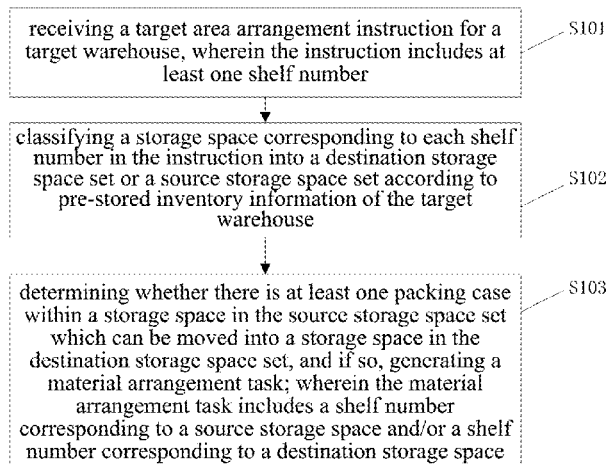 receiving a target area arrangement instruction for a
target warehouse, wherein the instruction includes at
least one shelf number
S101
classifying a storage space corresponding to each shelf
number in the instruction into a destination storage
space set or a source storage space set according to
pre-stored inventory information of the target
warehouse
S102
determining whether there is at least one packing case
within a storage space in the source storage space set
which can be moved into a storage space in the
destination storage space set, and if so, generating a
material arrangement task; wherein the material
arrangement task includes a shelf number
corresponding to a source storage space and/or a shelf
number corresponding to a destination storage space
S103